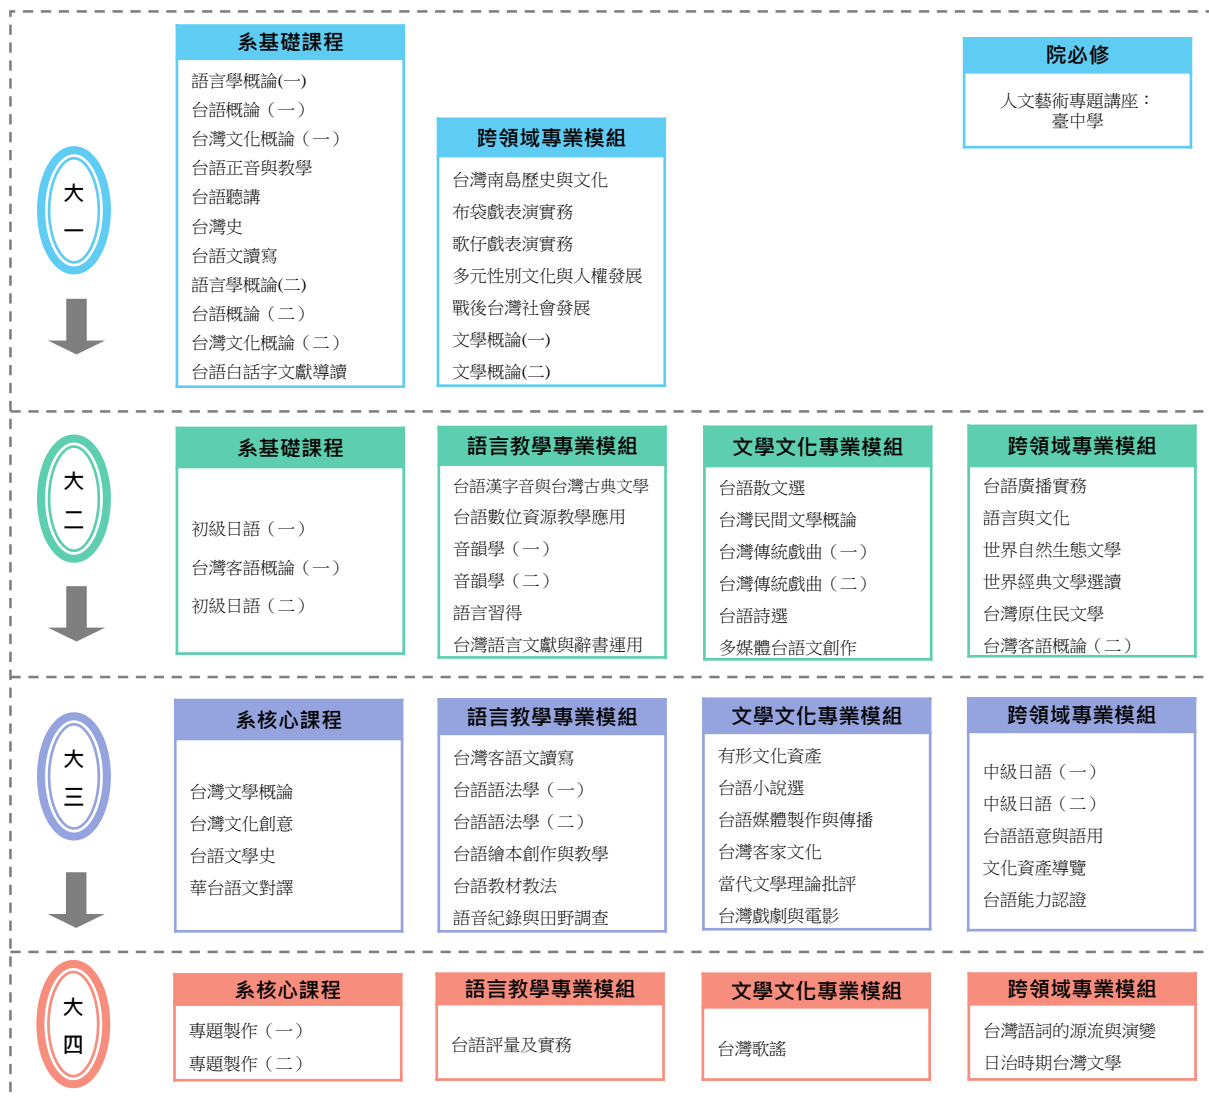 大
一
系基礎課程
語言學概論(一)
台語概論（一）
台灣文化概論（一）
台語正音與教學
台語聽講
台灣史
台語文讀寫
語言學概論(二)
台語概論（二）
台灣文化概論（二）
台語白話字文獻導讀
跨領域專業模組
台灣南島歷史與文化
布袋戲表演實務
歌仔戲表演實務
多元性別文化與人權發展
戰後台灣社會發展
文學概論(一)
文學概論(二)
院必修
人文藝術專題講座：
臺中學
大
二
系基礎課程
初級日語（一）
台灣客語概論（一）
初級日語（二）
語言教學專業模組
台語漢字音與台灣古典文學
台語數位資源教學應用
音韻學（一）
音韻學（二）
語言習得
台灣語言文獻與辭書運用
文學文化專業模組
台語散文選
台灣民間文學概論
台灣傳統戲曲（一）
台灣傳統戲曲（二）
台語詩選
多媒體台語文創作
跨領域專業模組
台語廣播實務
語言與文化
世界自然生態文學
世界經典文學選讀
台灣原住民文學
台灣客語概論（二）
大
三
系核心課程
台灣文學概論
台灣文化創意
台語文學史
華台語文對譯
語言教學專業模組
台灣客語文讀寫
台語語法學（一）
台語語法學（二）
台語繪本創作與教學
台語教材教法
語音紀錄與田野調查
文學文化專業模組
有形文化資產
台語小說選
台語媒體製作與傳播
台灣客家文化
當代文學理論批評
台灣戲劇與電影
跨領域專業模組
中級日語（一）
中級日語（二）
台語語意與語用
文化資產導覽
台語能力認證
大
四
系核心課程
專題製作（一）
專題製作（二）
語言教學專業模組
台語評量及實務
文學文化專業模組
台灣歌謠
跨領域專業模組
台灣語詞的源流與演變
日治時期台灣文學